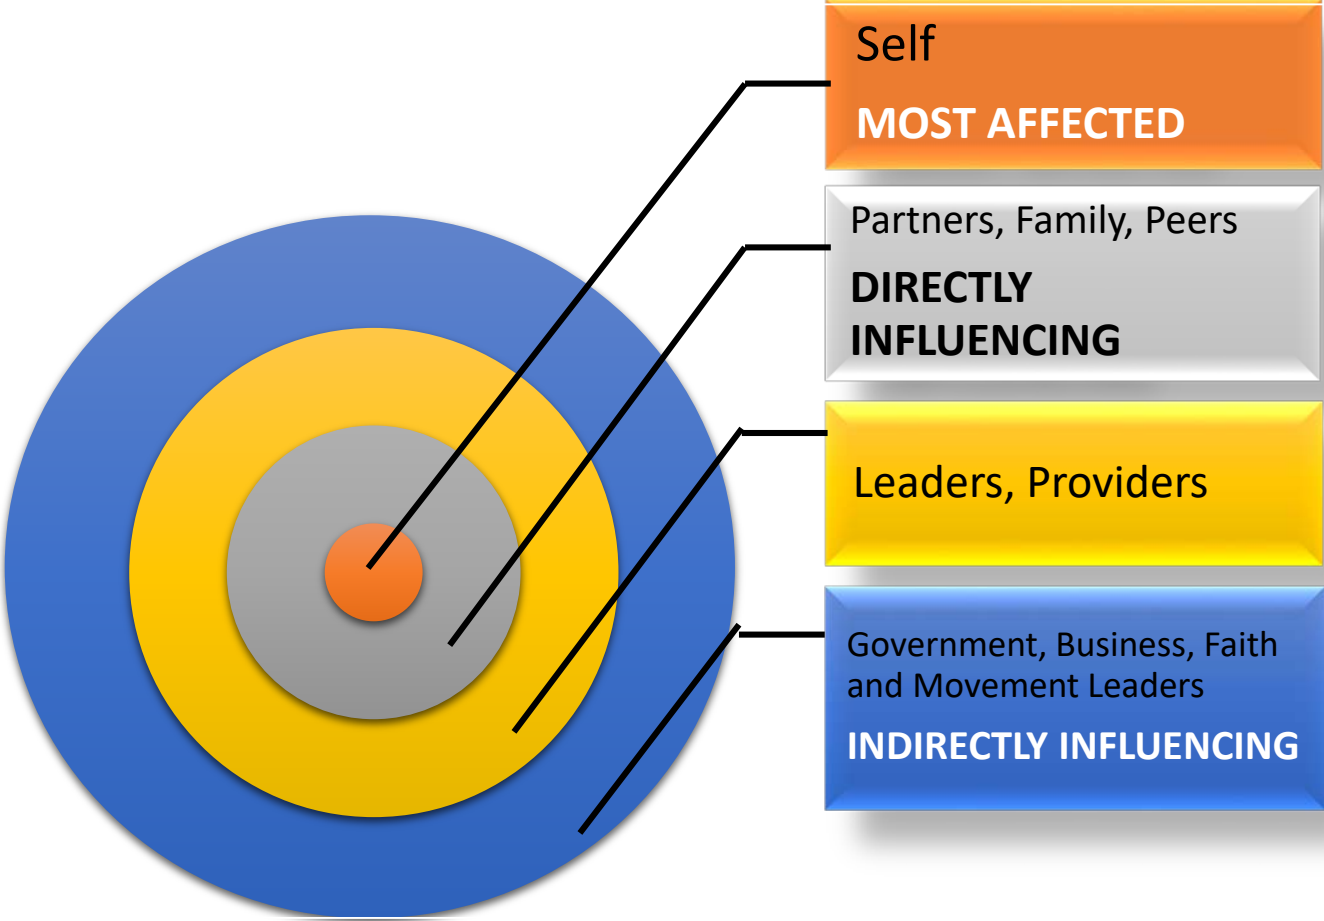 Self
MOST AFFECTED
Partners, Family, Peers
DIRECTLY
INFLUENCING
Leaders, Providers
Government, Business, Faith
and Movement Leaders
INDIRECTLY INFLUENCING